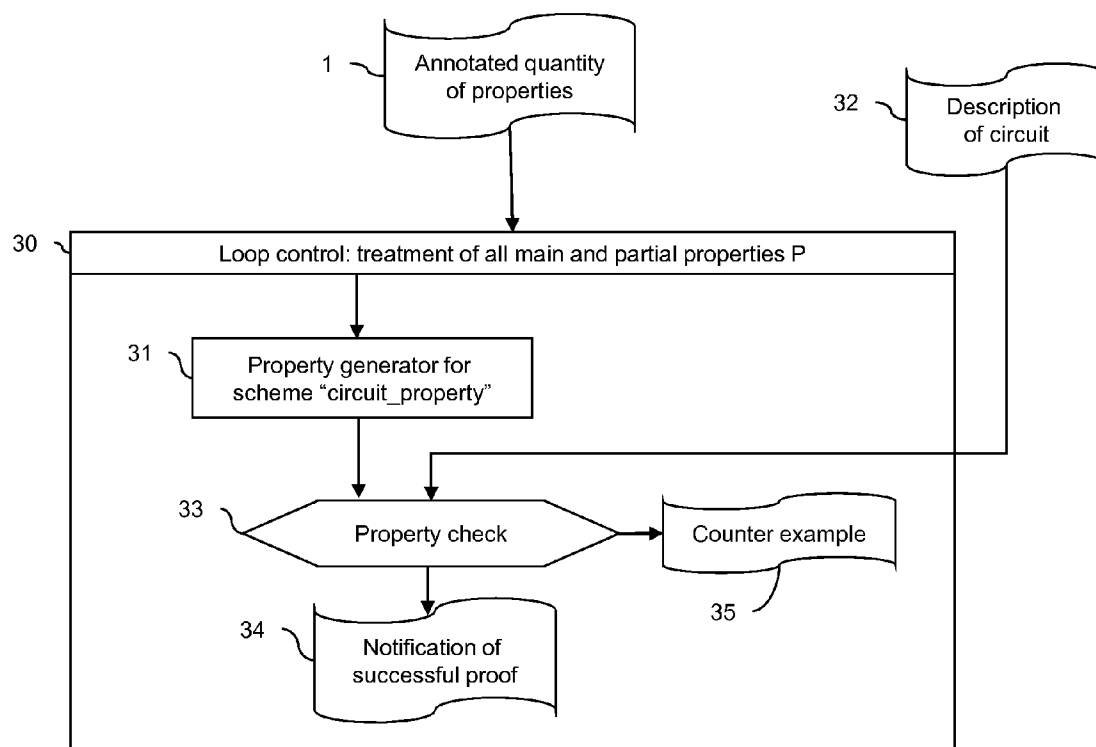 1
Annotated quantity
of properties
32
Description
of circuit
30
Loop control: treatment of all main and partial properties P
31
Property generator for
scheme “circuit_property”
33
Property check
Counter example
35
34
Notification of
successful proof